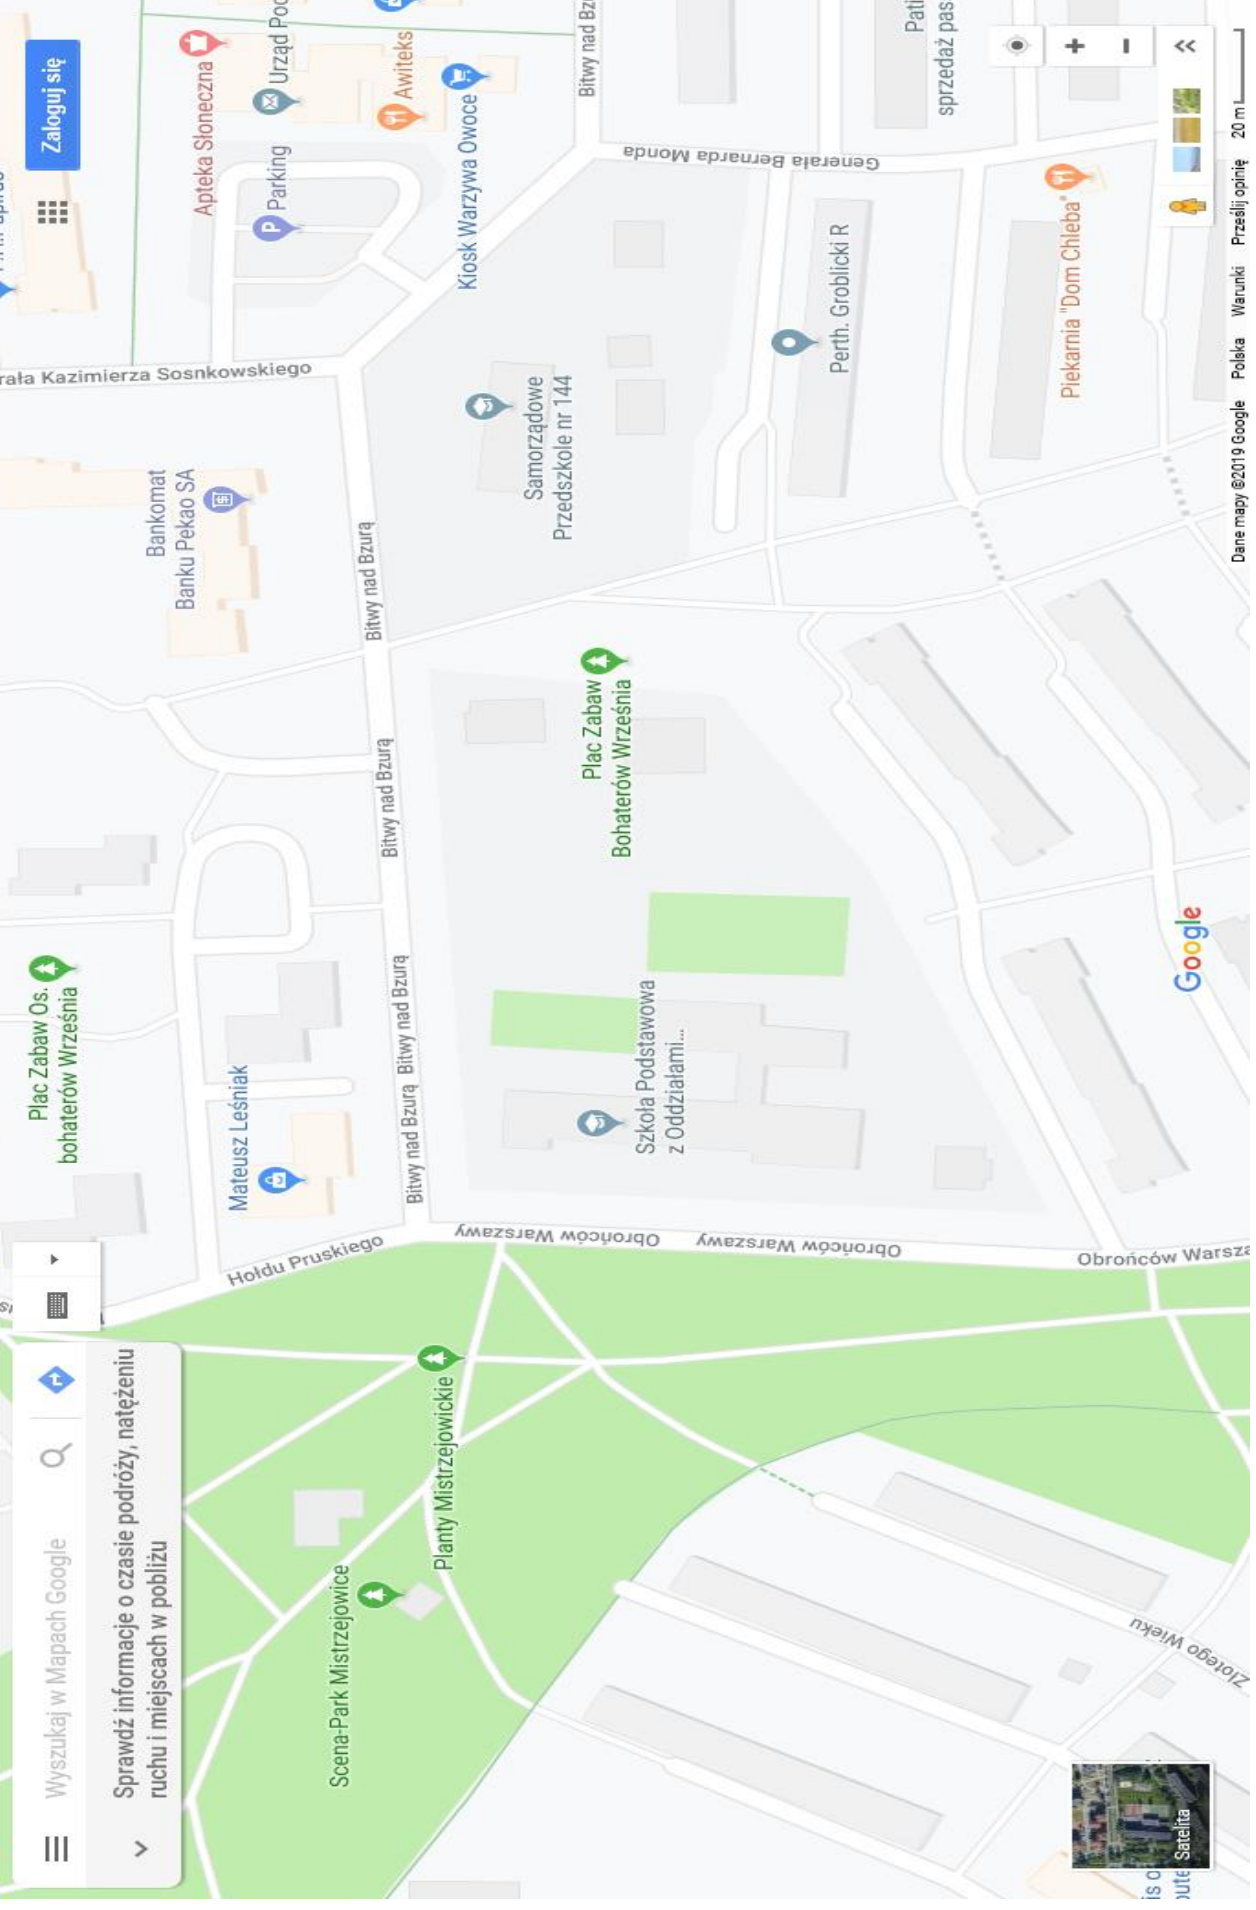 Wyszukaj w Mapach Google
Sprawdź informacje o czasie podróży, natężeniu
ruchu i miejscach w pobliżu
Zaloguj się
Plac Zabaw Os.
bohaterów Września
Mateusz Leśniak
Hołdu Pruskiego
Scena-Park Mistrzejowice
Planty Mistrzejowickie
Bankomat
Banku Pekao SA
Apteka Słoneczna
Parking
Urząd Poc
Awiteks
Kiosk Warzywa Owoce
rała Kazimierza Sosnkowskiego
Bitwy nad Bzurą
Bitwy nad Bzurą
Bitwy nad Bzurą
Bitwy nad Bzurą
Bitwy nad Bzu
Obrońców Warszawy
Obrońców Warszawy
Obrońców Warsza
Samorządowe
Przedszkole nr 144
Plac Zabaw
Bohaterów Września
Szkoła Podstawowa
z Oddziałami...
Generała Bernarda Monda
Perth. Groblicki R
Pati
sprzedaż pas
Piekarnia "Dom Chleba"
Złotego Wieku
is o
pute
Satelita
Google
Dane mapy ©2019 Google Polska Warunki Prześlij opinię 20 m